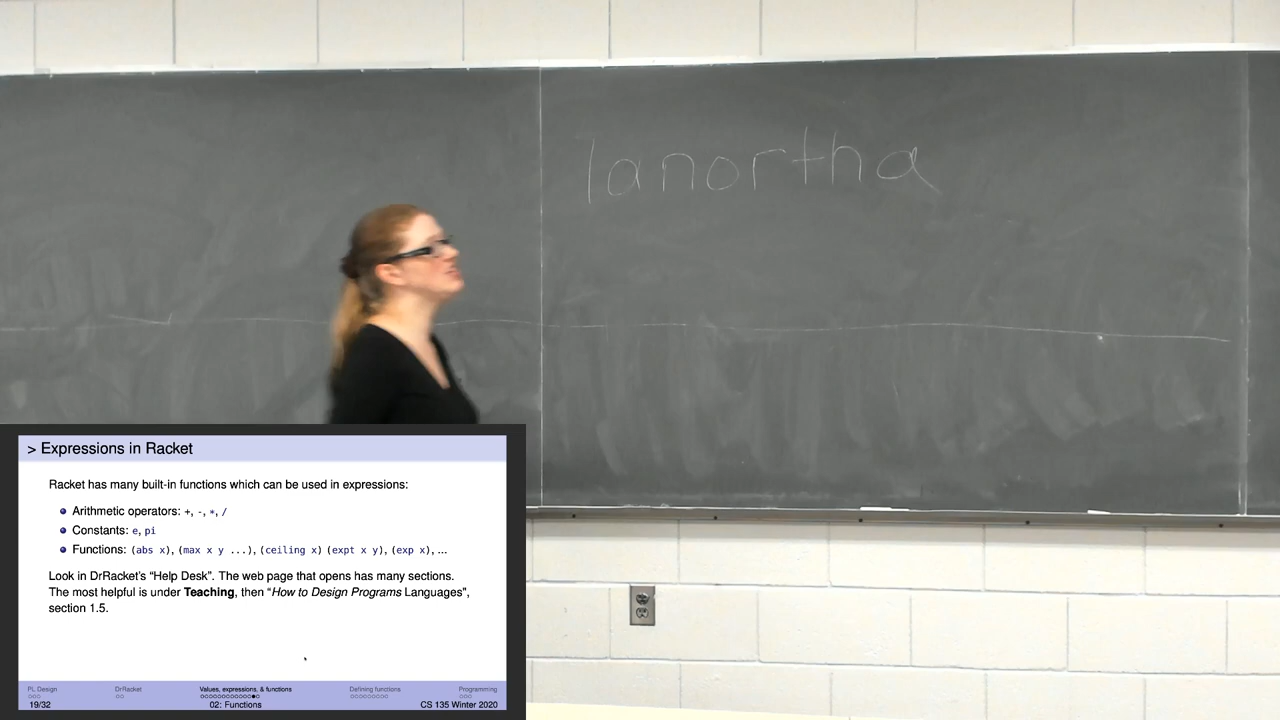 lanortha
> Expressions in Racket
Racket has many built-in functions which can be used in expressions:
Arithmetic operators: +, -, *, /
Constants: e, pi
Functions: (abs x), (max x y ...), (ceiling x) (expt x y), (exp x), ...
Look in DrRacket's “Help Desk”. The web page that opens has many sections.
The most helpful is under Teaching, then “How to Design Programs Languages”,
section 1.5.
PL Design DrRacket Values, expressions, & functions Defining functions Programming
19/32 02: Functions CS 135 Winter 2020